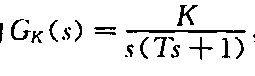 G_K(s) = \frac{K}{s(Ts+1)},